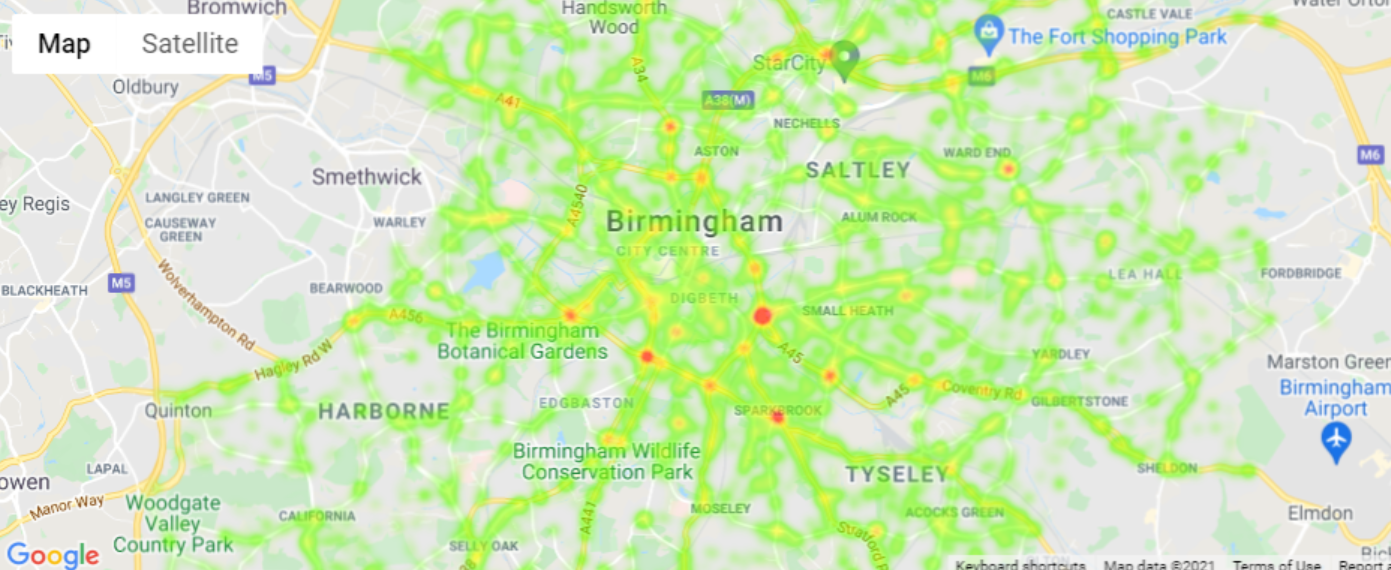 Bromwich
Handsworth
Wood
CASTLE VALE
Map
Satellite
The Fort Shopping Park
StarCity
A34
M5
M6
Oldbury
A41
A38(M)
NECHELLS
ASTON
WARD END
M6
SALTLEY
Smethwick
LANGLEY GREEN
ey Regis
CAUSEWAY
GREEN
WARLEY
A4540
Birmingham
ALUM ROCK
CITY CENTRE
LEA HALL
FORDBRIDGE
M5
BLACKHEATH
BEARWOOD
Wolverhampton Rd
DIGBETH
SMALL HEATH
A456
The Birmingham
Botanical Gardens
A45
YARDLEY
Hagley Rd W
Marston Green
Birmingham
Airport
A45
Coventry Rd
GILBERTSTONE
Quinton
HARBORNE
EDGBASTON
SPARKBROOK
Birmingham Wildlife
Conservation Park
LAPAL
TYSELEY
SHELDON
owen
Manor Way
Woodgate
Valley
Country Park
CALIFORNIA
A441
MOSELEY
ACOCKS GREEN
Elmdon
Stratford
SELLY OAK
38
Google
Keyboard shortcuts
Map data ©2021
Terms of Use
Report a